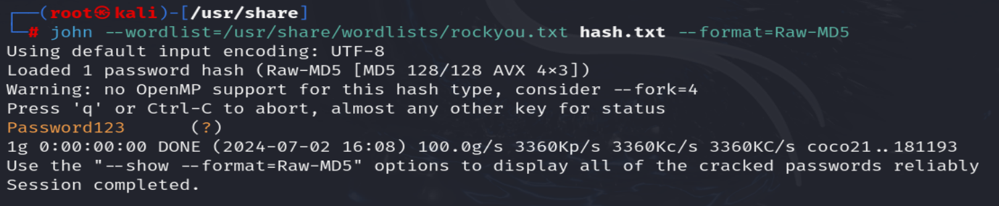 ┌──(root㉿kali)-[/usr/share]
└─# john --wordlist=/usr/share/wordlists/rockyou.txt hash.txt --format=Raw-MD5
Using default input encoding: UTF-8
Loaded 1 password hash (Raw-MD5 [MD5 128/128 AVX 4×3])
Warning: no OpenMP support for this hash type, consider --fork=4
Press 'q' or Ctrl-C to abort, almost any other key for status
Password123      (?)
1g 0:00:00:00 DONE (2024-07-02 16:08) 100.0g/s 3360Kp/s 3360Kc/s 3360KC/s coco21..181193
Use the "--show --format=Raw-MD5" options to display all of the cracked passwords reliably
Session completed.